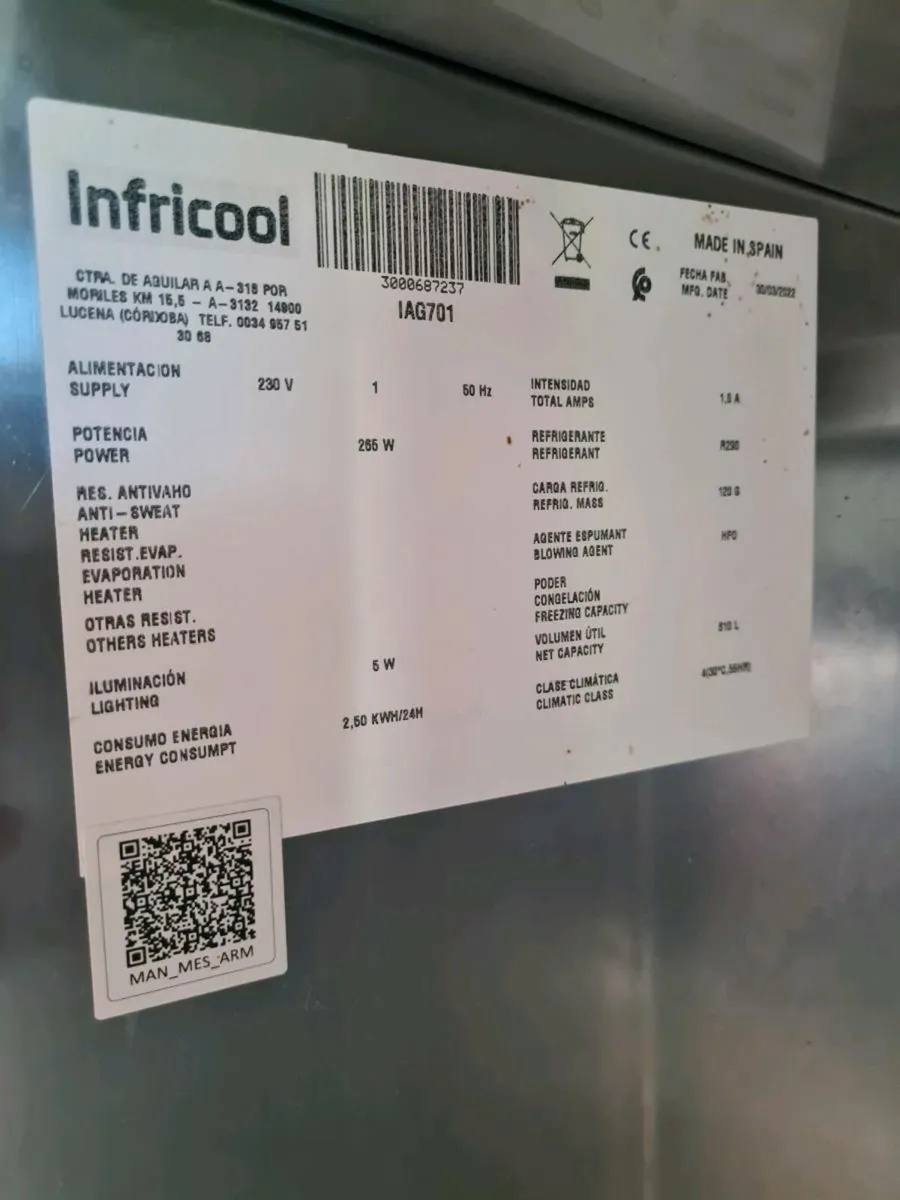 Infricool
CTRA. DE AGUILAR A A-318 POR
MORILES KM 15,5 - A-3132 14900
LUCENA (CÓRDOBA) TELF. 0034 957 51
30 68
3000687237
IAG701
CE
MADE IN SPAIN
FECHA FAB.
MFG. DATE 30/03/2022
ALIMENTACION
SUPPLY 230 V 1 50 Hz
POTENCIA
POWER 265 W
RES. ANTIVAHO
ANTI-SWEAT
HEATER
RESIST.EVAP.
EVAPORATION
HEATER
OTRAS RESIST.
OTHERS HEATERS
ILUMINACIÓN
LIGHTING 5 W
CONSUMO ENERGIA
ENERGY CONSUMPT 2,50 KWH/24H
INTENSIDAD
TOTAL AMPS 1,5 A
REFRIGERANTE
REFRIGERANT R290
CARGA REFRIG.
REFRIG. MASS 120 G
AGENTE ESPUMANT
BLOWING AGENT HFO
PODER
CONGELACIÓN
FREEZING CAPACITY
VOLUMEN ÚTIL
NET CAPACITY 610 L
CLASE CLIMÁTICA
CLIMATIC CLASS 4(30°C,55HR)
MAN_MES_ARM